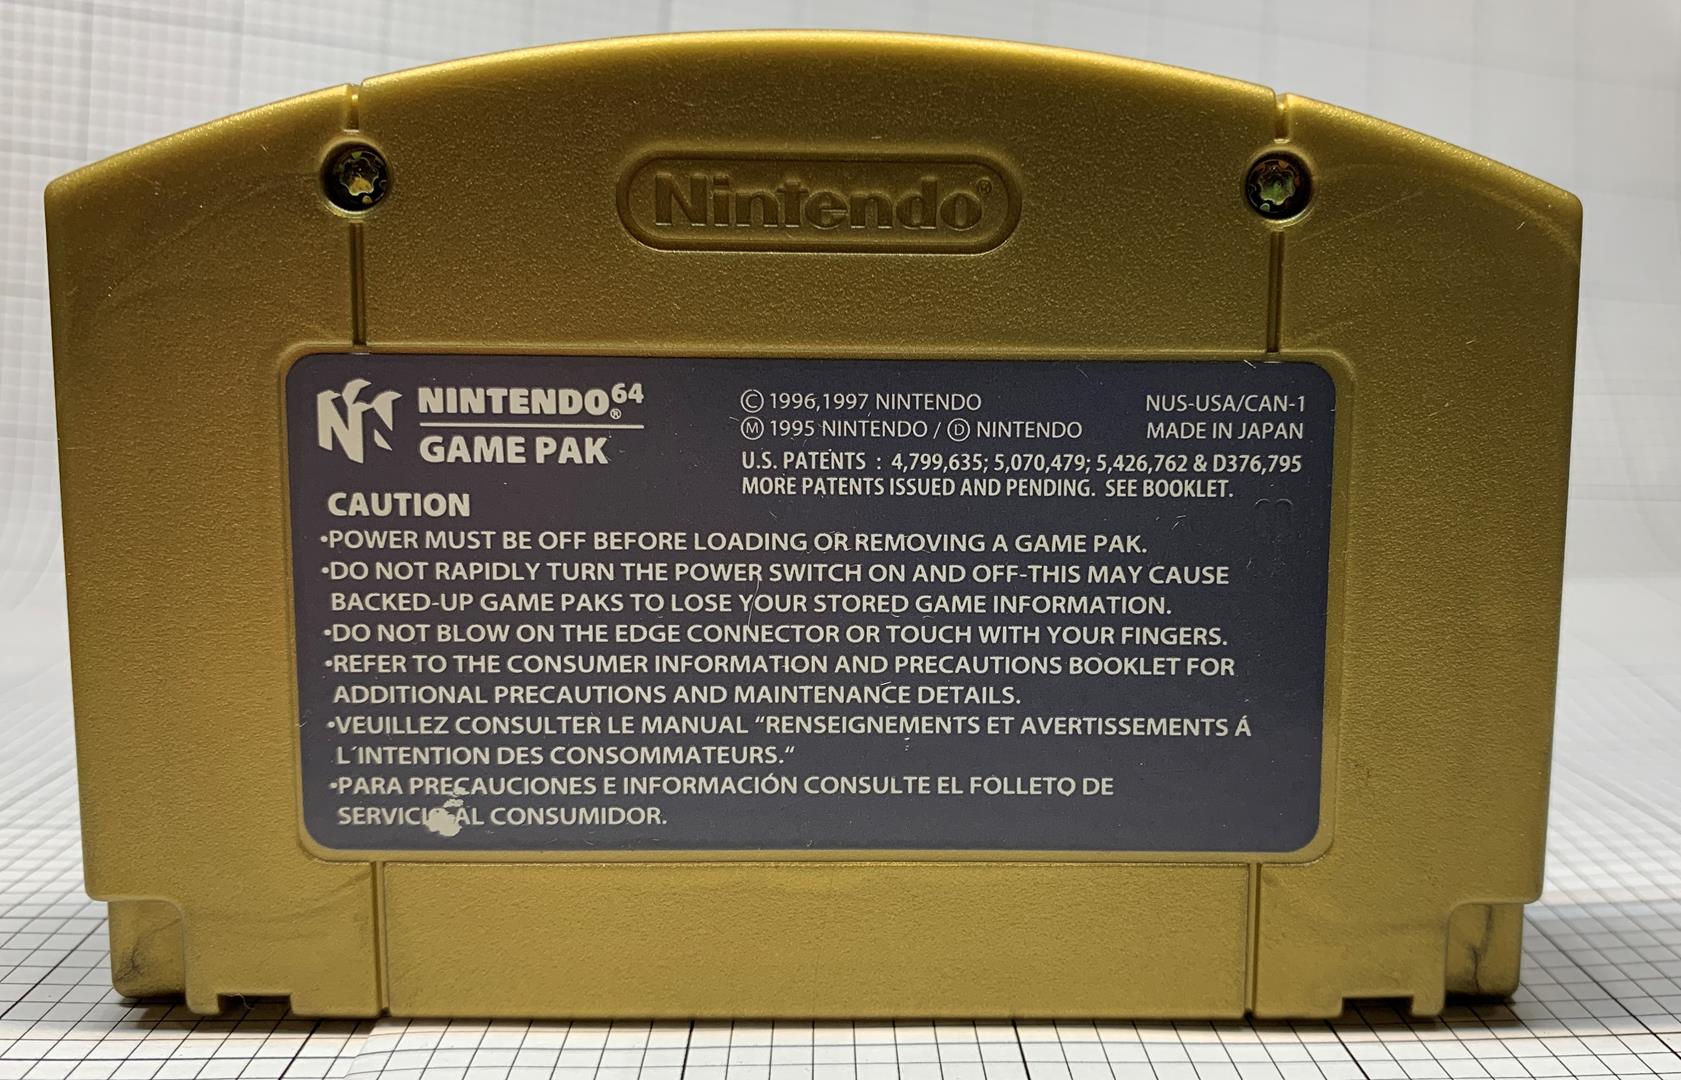 Nintendo®
NINTENDO64®
GAME PAK
Ⓒ 1996,1997 NINTENDO
Ⓜ 1995 NINTENDO / Ⓓ NINTENDO
NUS-USA/CAN-1
MADE IN JAPAN
U.S. PATENTS : 4,799,635; 5,070,479; 5,426,762 & D376,795
MORE PATENTS ISSUED AND PENDING. SEE BOOKLET.
CAUTION
•POWER MUST BE OFF BEFORE LOADING OR REMOVING A GAME PAK.
•DO NOT RAPIDLY TURN THE POWER SWITCH ON AND OFF-THIS MAY CAUSE
BACKED-UP GAME PAKS TO LOSE YOUR STORED GAME INFORMATION.
•DO NOT BLOW ON THE EDGE CONNECTOR OR TOUCH WITH YOUR FINGERS.
•REFER TO THE CONSUMER INFORMATION AND PRECAUTIONS BOOKLET FOR
ADDITIONAL PRECAUTIONS AND MAINTENANCE DETAILS.
•VEUILLEZ CONSULTER LE MANUAL “RENSEIGNEMENTS ET AVERTISSEMENTS Á
L´INTENTION DES CONSOMMATEURS.“
•PARA PRECAUCIONES E INFORMACIÓN CONSULTE EL FOLLETO DE
SERVICIO AL CONSUMIDOR.